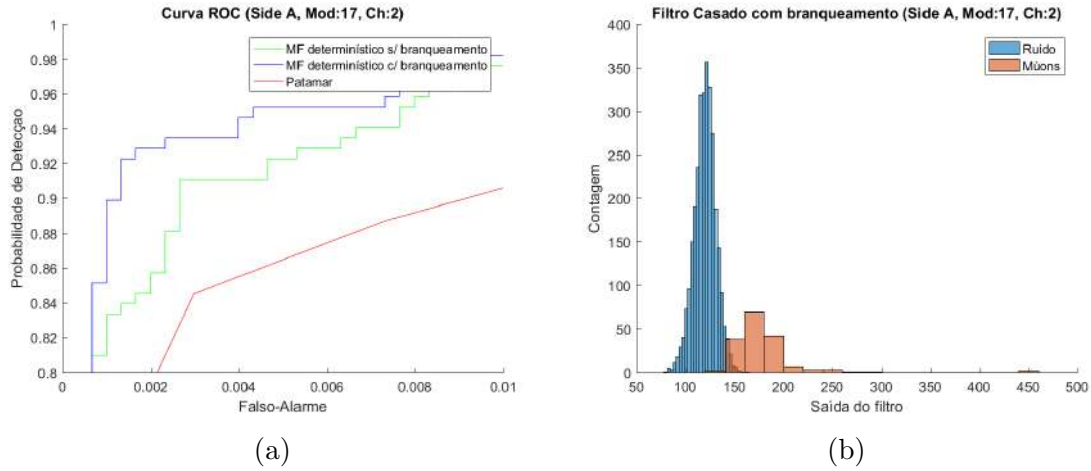 Curva ROC (Side A, Mod:17, Ch:2)
MF determinístico s/ branqueamento
MF determinístico c/ branqueamento
Patamar
Probabilidade de Detecçao
1
0.98
0.96
0.94
0.92
0.9
0.88
0.86
0.84
0.82
0.8
0
0.002
0.004
0.006
0.008
0.01
Falso-Alarme
(a)
Filtro Casado com branqueamento (Side A, Mod:17, Ch:2)
Ruído
Múons
Contagem
400
350
300
250
200
150
100
50
0
50
100
150
200
250
300
350
400
450
500
Saída do filtro
(b)